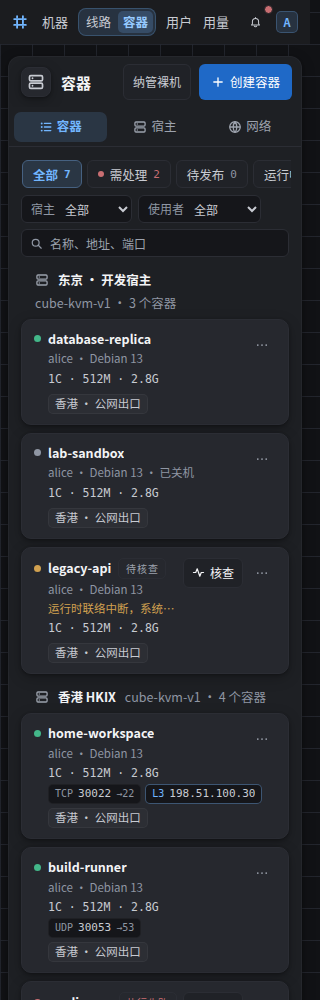 机器 线路 容器 用户 用量 A
容器 纳管裸机 创建容器
容器 宿主 网络
全部 7 需处理 2 待发布 0
宿主 全部 使用者 全部
名称、地址、端口
东京 · 开发宿主
cube-kvm-v1 · 3 个容器
database-replica
alice · Debian 13
1C · 512M · 2.8G
香港 · 公网出口
lab-sandbox
alice · Debian 13 · 已关机
1C · 512M · 2.8G
香港 · 公网出口
legacy-api 待核查 核查
alice · Debian 13
运行时联络中断，系统…
1C · 512M · 2.8G
香港 · 公网出口
香港 HKIX cube-kvm-v1 · 4 个容器
home-workspace
alice · Debian 13
1C · 512M · 2.8G
TCP 30022 →22 L3 198.51.100.30
香港 · 公网出口
build-runner
alice · Debian 13
1C · 512M · 2.8G
UDP 30053 →53
香港 · 公网出口